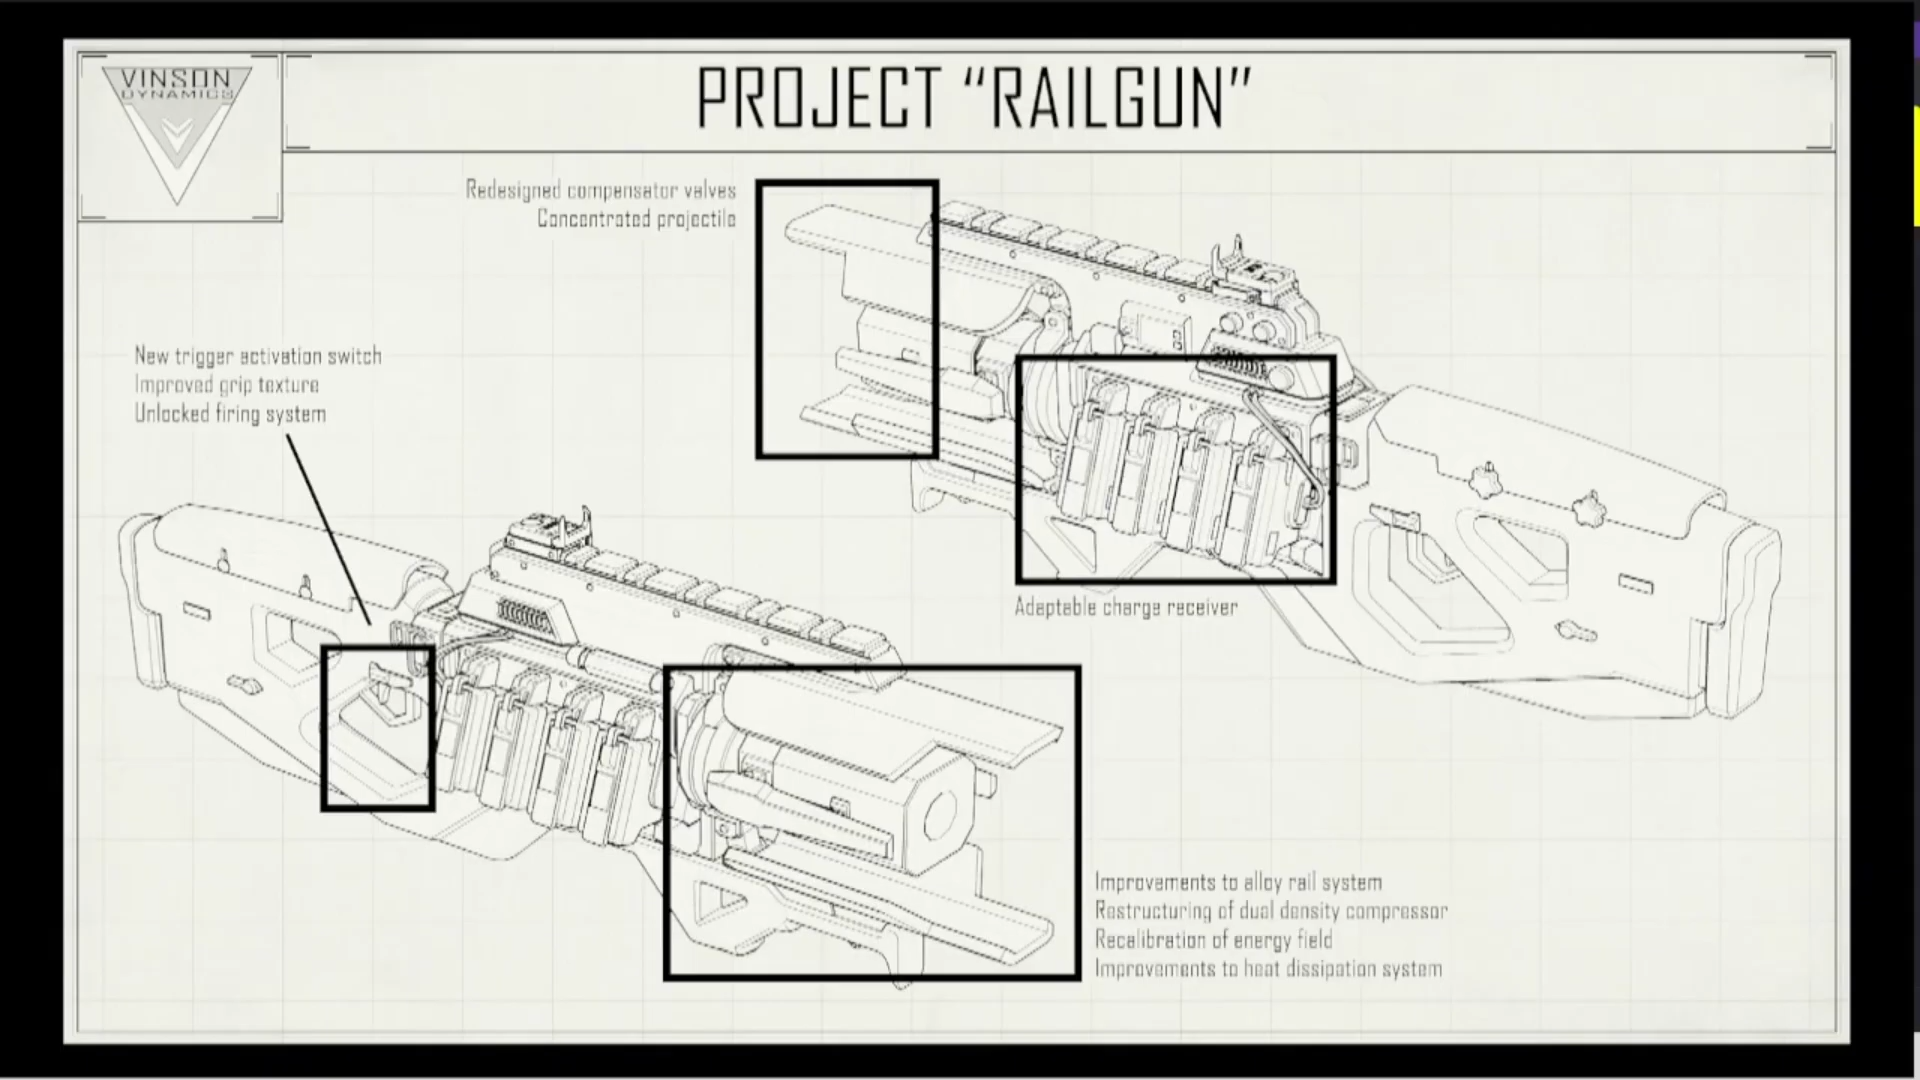 VINSON
DYNAMICS
PROJECT “RAILGUN”
Redesigned compensator valves
Concentrated projectile
New trigger activation switch
Improved grip texture
Unlocked firing system
Adaptable charge receiver
Improvements to alloy rail system
Restructuring of dual density compressor
Recalibration of energy field
Improvements to heat dissipation system